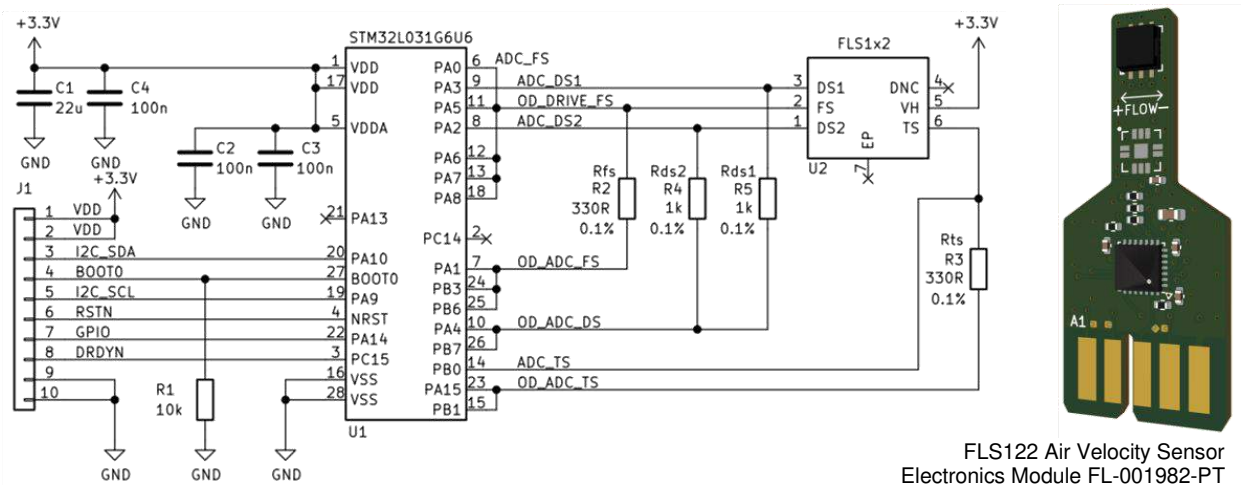 +3.3V
C1
22u
C4
100n
GND
GND
C2
100n
C3
100n
GND
GND
STM32L031G6U6
1 VDD
17 VDD
5 VDDA
21 PA13
20 PA10
27 BOOT0
19 PA9
4 NRST
22 PA14
3 PC15
16 VSS
28 VSS
U1
PA0 6 ADC_FS
PA3 9 ADC_DS1
PA5 11 OD_DRIVE_FS
PA2 8 ADC_DS2
PA6 12
PA7 13
PA8 18
PC14 2
PA1 7 OD_ADC_FS
PB3 24
PB6 25
PA4 10 OD_ADC_DS
PB7 26
PB0 14 ADC_TS
PA15 23 OD_ADC_TS
PB1 15
J1
+3.3V
1 VDD
2 VDD
3 I2C_SDA
4 BOOT0
5 I2C_SCL
6 RSTN
7 GPIO
8 DRDYN
9
10
GND
R1
10k
GND
GND
Rfs
R2
330R
0.1%
Rds2
R4
1k
0.1%
Rds1
R5
1k
0.1%
+3.3V
FLS1x2
3 DS1
2 FS
1 DS2
DNC 4
VH 5
TS 6
EP
7
U2
Rts
R3
330R
0.1%
+FLOW-
A1
FLS122 Air Velocity Sensor
Electronics Module FL-001982-PT